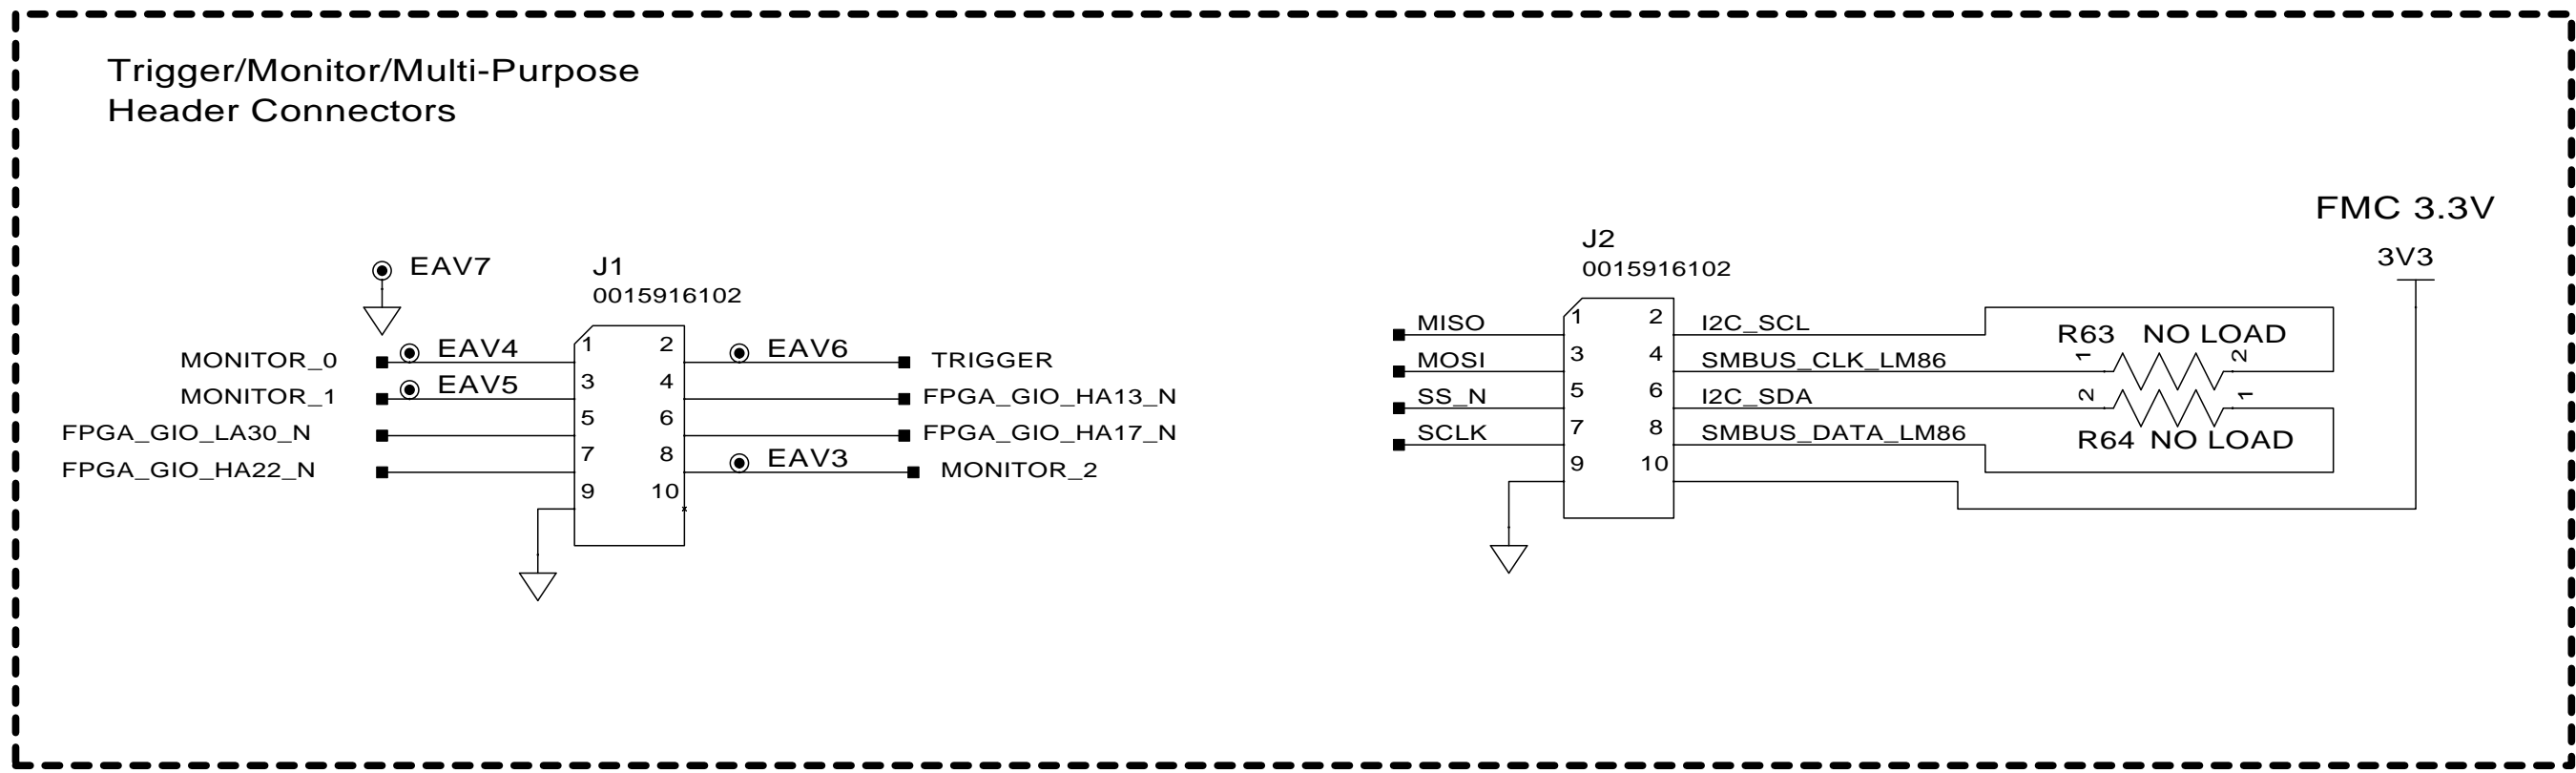 Trigger/Monitor/Multi-Purpose
Header Connectors
EAV7
J1
0015916102
MONITOR_0
EAV4
1
2
EAV6
TRIGGER
MONITOR_1
EAV5
3
4
FPGA_GIO_HA13_N
FPGA_GIO_LA30_N
5
6
FPGA_GIO_HA17_N
FPGA_GIO_HA22_N
7
8
EAV3
MONITOR_2
9
10
FMC 3.3V
3V3
J2
0015916102
MISO
1
2
I2C_SCL
MOSI
3
4
SMBUS_CLK_LM86
R63 NO LOAD
1
2
SS_N
5
6
I2C_SDA
2
1
SCLK
7
8
SMBUS_DATA_LM86
R64 NO LOAD
9
10